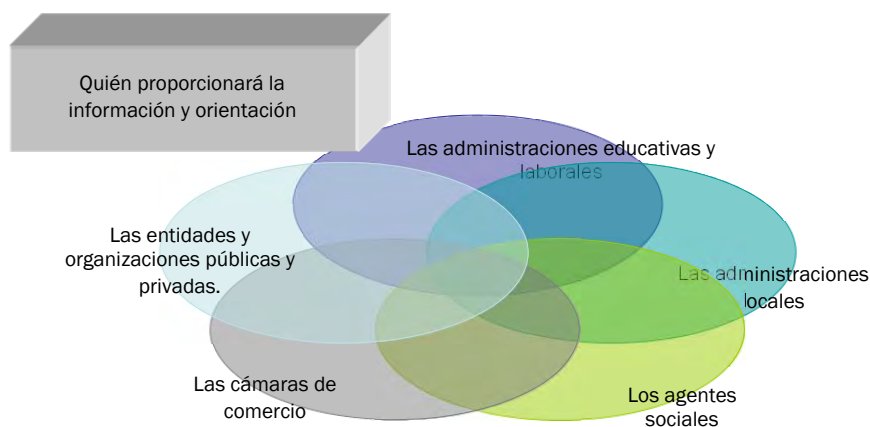 Quién proporcionará la
información y orientación
Las administraciones educativas y
laborales
Las entidades y
organizaciones públicas y
privadas.
Las administraciones
locales
Las cámaras de
comercio
Los agentes
sociales